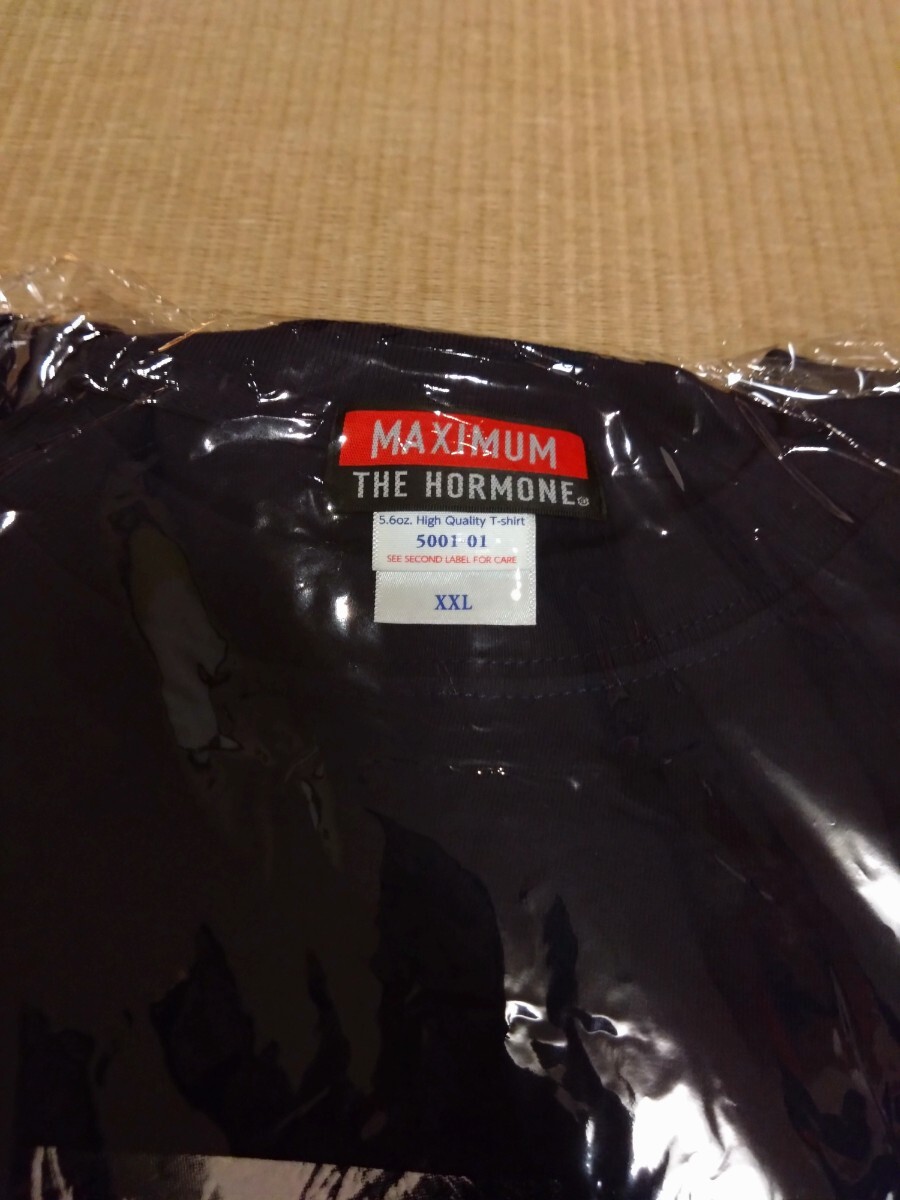 MAXIMUM
THE HORMONE®
5.6oz. High Quality T-shirt
5001-01
SEE SECOND LABEL FOR CARE
XXL